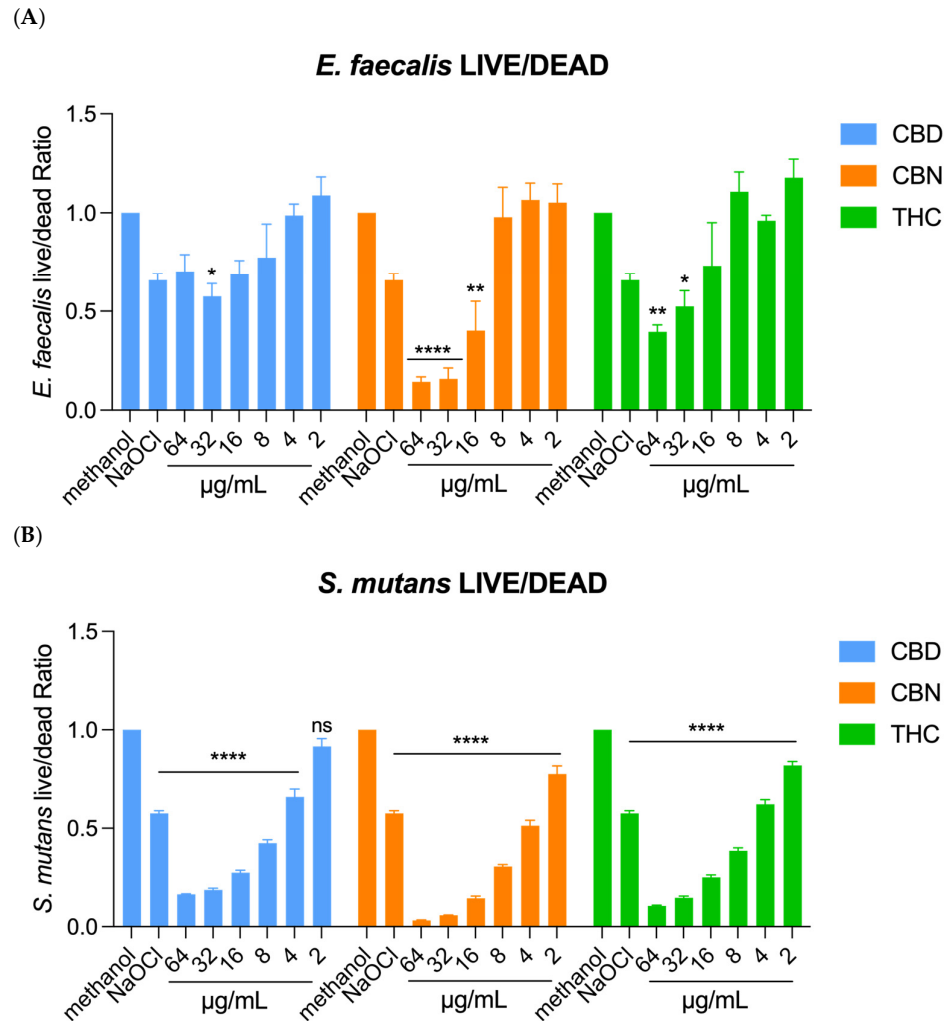 (A)
E. faecalis LIVE/DEAD
E. faecalis live/dead Ratio
1.5
1.0
0.5
0.0
*
****
**
**
*
methanol NaOCl 64 32 16 8 4 2 methanol NaOCl 64 32 16 8 4 2 methanol NaOCl 64 32 16 8 4 2
µg/mL µg/mL µg/mL
CBD
CBN
THC
(B)
S. mutans LIVE/DEAD
S. mutans live/dead Ratio
1.5
1.0
0.5
0.0
**** ns **** ****
methanol NaOCl 64 32 16 8 4 2 methanol NaOCl 64 32 16 8 4 2 methanol NaOCl 64 32 16 8 4 2
µg/mL µg/mL µg/mL
CBD
CBN
THC